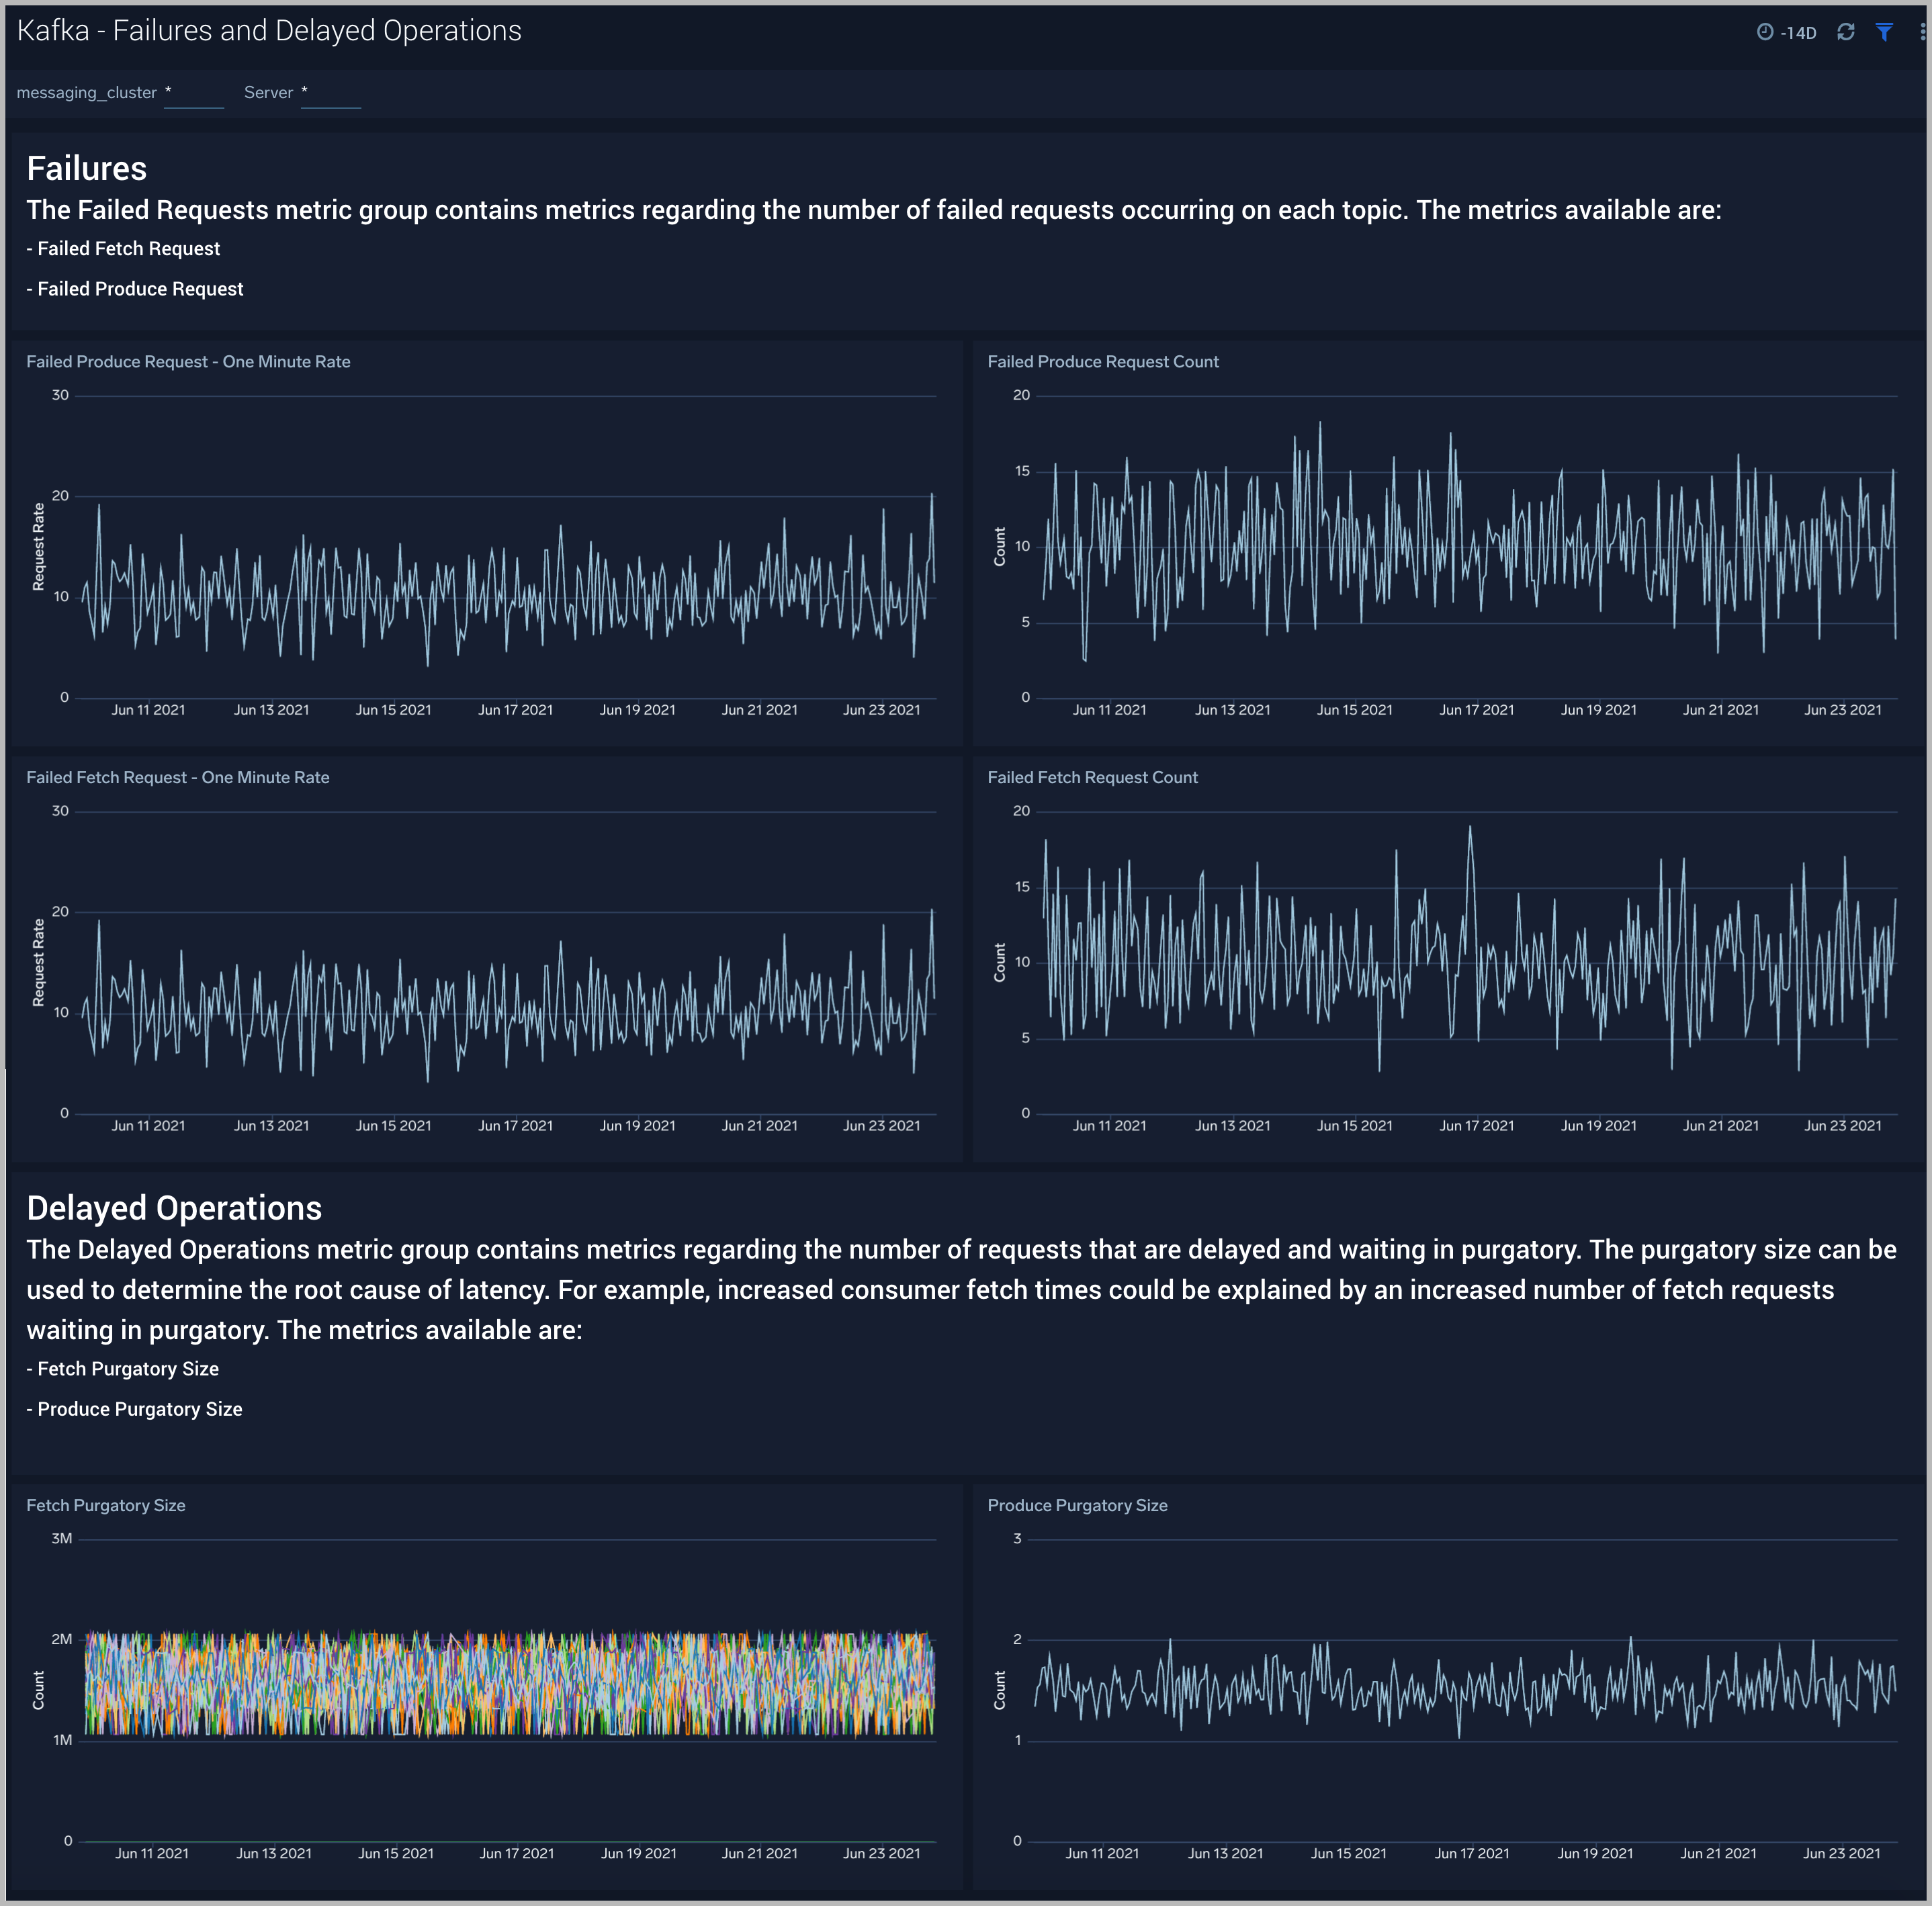 Kafka - Failures and Delayed Operations
-14D
messaging_cluster *
Server *
Failures
The Failed Requests metric group contains metrics regarding the number of failed requests occurring on each topic. The metrics available are:
- Failed Fetch Request
- Failed Produce Request
Failed Produce Request - One Minute Rate
Request Rate
30
20
10
0
Jun 11 2021 Jun 13 2021 Jun 15 2021 Jun 17 2021 Jun 19 2021 Jun 21 2021 Jun 23 2021
Failed Produce Request Count
Count
20
15
10
5
0
Jun 11 2021 Jun 13 2021 Jun 15 2021 Jun 17 2021 Jun 19 2021 Jun 21 2021 Jun 23 2021
Failed Fetch Request - One Minute Rate
Request Rate
30
20
10
0
Jun 11 2021 Jun 13 2021 Jun 15 2021 Jun 17 2021 Jun 19 2021 Jun 21 2021 Jun 23 2021
Failed Fetch Request Count
Count
20
15
10
5
0
Jun 11 2021 Jun 13 2021 Jun 15 2021 Jun 17 2021 Jun 19 2021 Jun 21 2021 Jun 23 2021
Delayed Operations
The Delayed Operations metric group contains metrics regarding the number of requests that are delayed and waiting in purgatory. The purgatory size can be
used to determine the root cause of latency. For example, increased consumer fetch times could be explained by an increased number of fetch requests
waiting in purgatory. The metrics available are:
- Fetch Purgatory Size
- Produce Purgatory Size
Fetch Purgatory Size
Count
3M
2M
1M
0
Jun 11 2021 Jun 13 2021 Jun 15 2021 Jun 17 2021 Jun 19 2021 Jun 21 2021 Jun 23 2021
Produce Purgatory Size
Count
3
2
1
0
Jun 11 2021 Jun 13 2021 Jun 15 2021 Jun 17 2021 Jun 19 2021 Jun 21 2021 Jun 23 2021